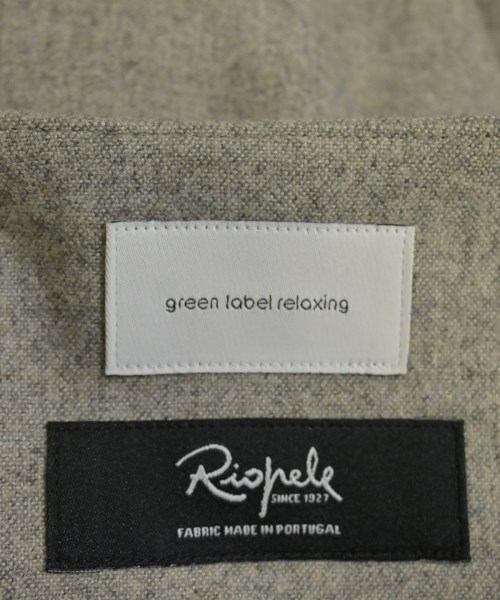 green label relaxing
Riopele
SINCE 1927
FABRIC MADE IN PORTUGAL